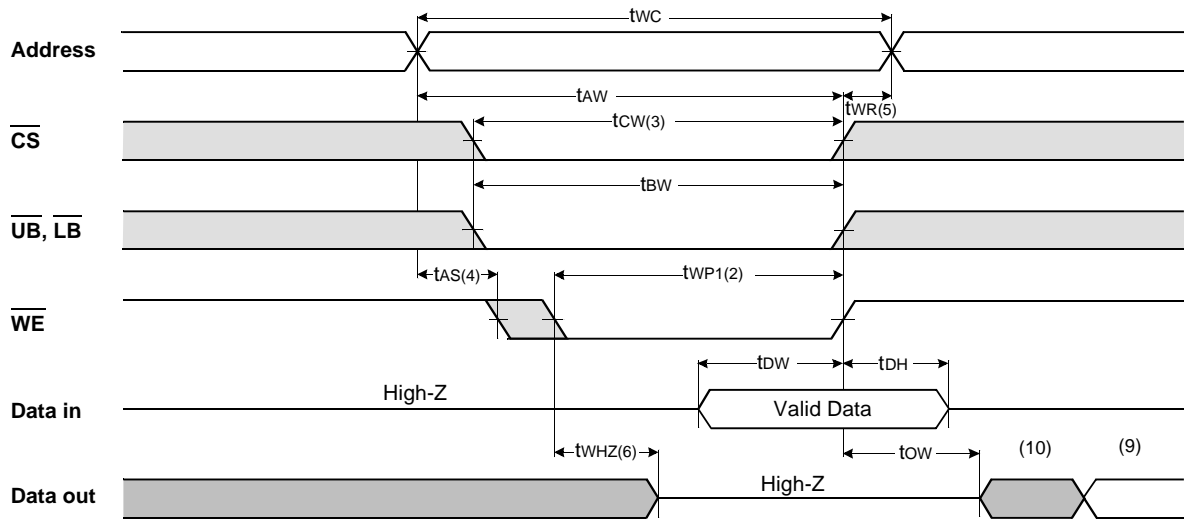 tWC
Address
tAW
tWR(5)
CS
tCW(3)
tBW
UB, LB
tAS(4)
tWP1(2)
WE
tDW
tDH
High-Z
Data in
Valid Data
tWHZ(6)
tOW
(10)
(9)
High-Z
Data out